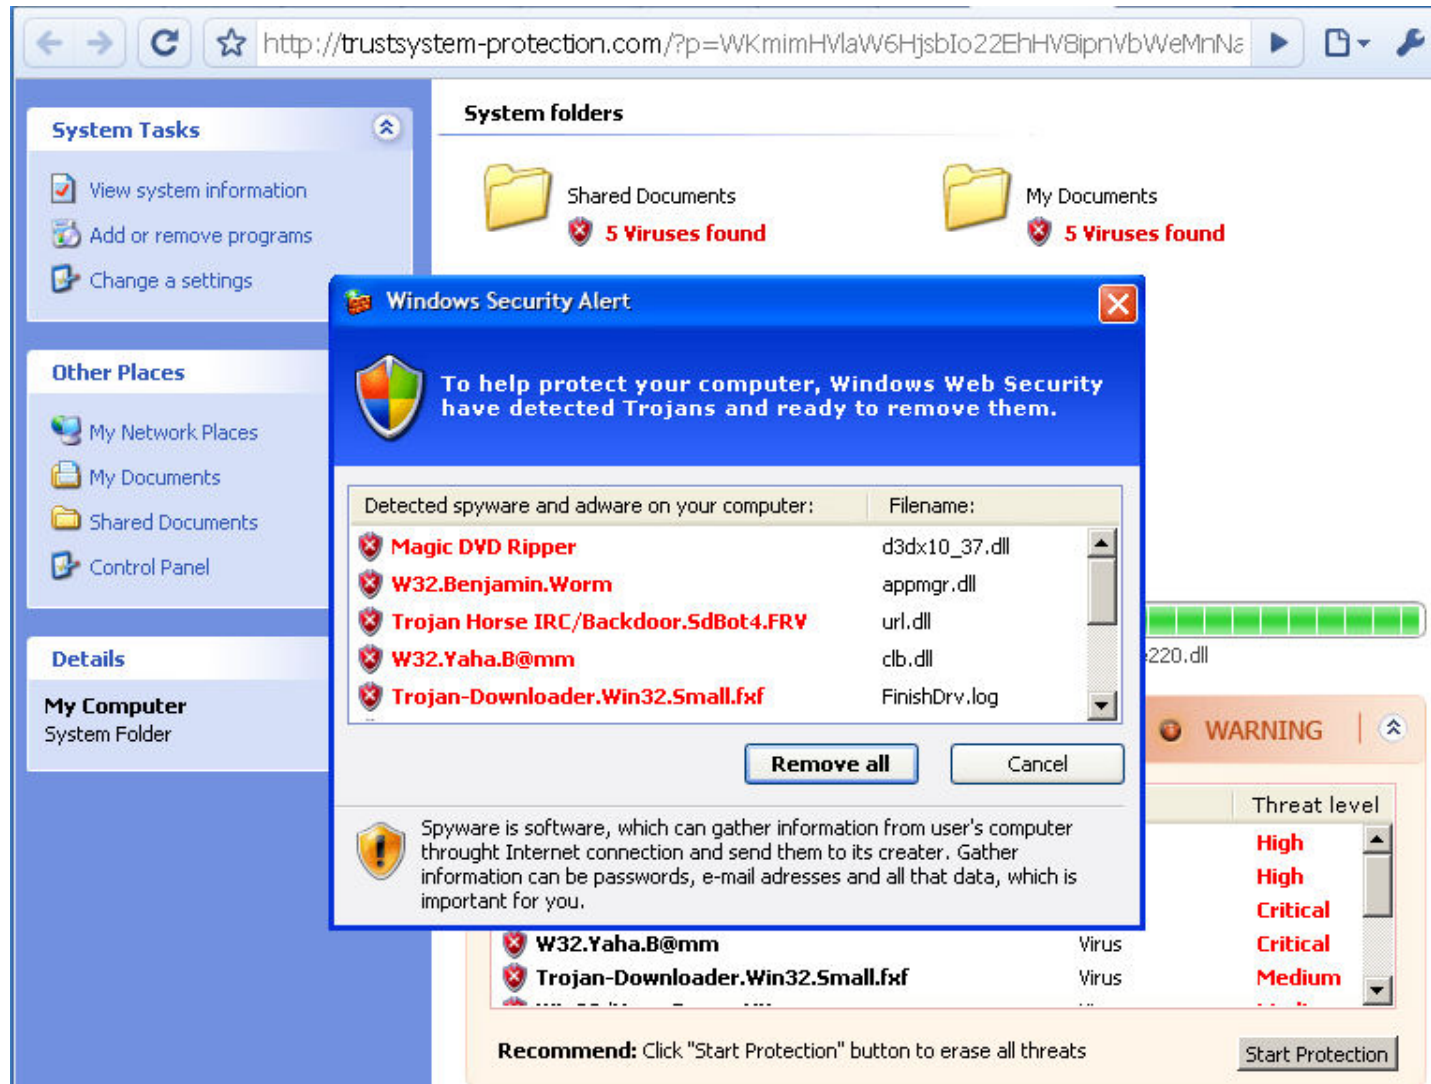 http://trustsystem-protection.com/?p=WKmimHVlaW6HjsbIo22EhHV8ipnVbWeMnNa
System Tasks
View system information
Add or remove programs
Change a settings
Other Places
My Network Places
My Documents
Shared Documents
Control Panel
Details
My Computer
System Folder
System folders
Shared Documents
5 Viruses found
My Documents
5 Viruses found
Windows Security Alert
To help protect your computer, Windows Web Security
have detected Trojans and ready to remove them.
Detected spyware and adware on your computer: Filename:
Magic DVD Ripper d3dx10_37.dll
W32.Benjamin.Worm appmgr.dll
Trojan Horse IRC/Backdoor.SdBot4.FRV url.dll
W32.Yaha.B@mm clb.dll
Trojan-Downloader.Win32.Small.fxf FinishDrv.log
Remove all Cancel
Spyware is software, which can gather information from user's computer
throught Internet connection and send them to its creater. Gather
information can be passwords, e-mail adresses and all that data, which is
important for you.
220.dll
WARNING
Threat level
High
High
Critical
W32.Yaha.B@mm Virus Critical
Trojan-Downloader.Win32.Small.fxf Virus Medium
Recommend: Click "Start Protection" button to erase all threats
Start Protection